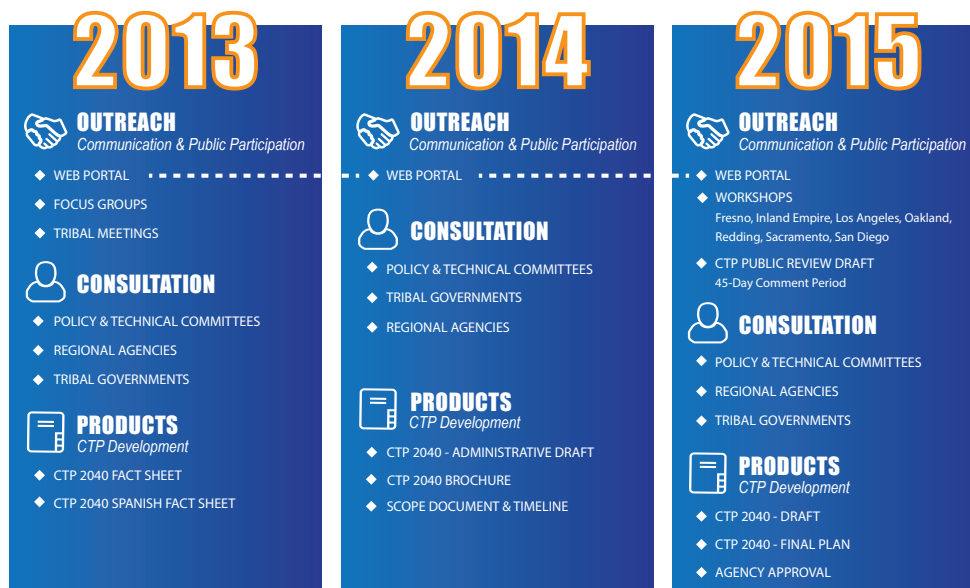 2013
OUTREACH
Communication & Public Participation
WEB PORTAL
FOCUS GROUPS
TRIBAL MEETINGS
CONSULTATION
POLICY & TECHNICAL COMMITTEES
REGIONAL AGENCIES
TRIBAL GOVERNMENTS
PRODUCTS
CTP Development
CTP 2040 FACT SHEET
CTP 2040 SPANISH FACT SHEET
2014
OUTREACH
Communication & Public Participation
WEB PORTAL
CONSULTATION
POLICY & TECHNICAL COMMITTEES
TRIBAL GOVERNMENTS
REGIONAL AGENCIES
PRODUCTS
CTP Development
CTP 2040 - ADMINISTRATIVE DRAFT
CTP 2040 BROCHURE
SCOPE DOCUMENT & TIMELINE
2015
OUTREACH
Communication & Public Participation
WEB PORTAL
WORKSHOPS
Fresno, Inland Empire, Los Angeles, Oakland,
Redding, Sacramento, San Diego
CTP PUBLIC REVIEW DRAFT
45-Day Comment Period
CONSULTATION
POLICY & TECHNICAL COMMITTEES
REGIONAL AGENCIES
TRIBAL GOVERNMENTS
PRODUCTS
CTP Development
CTP 2040 - DRAFT
CTP 2040 - FINAL PLAN
AGENCY APPROVAL